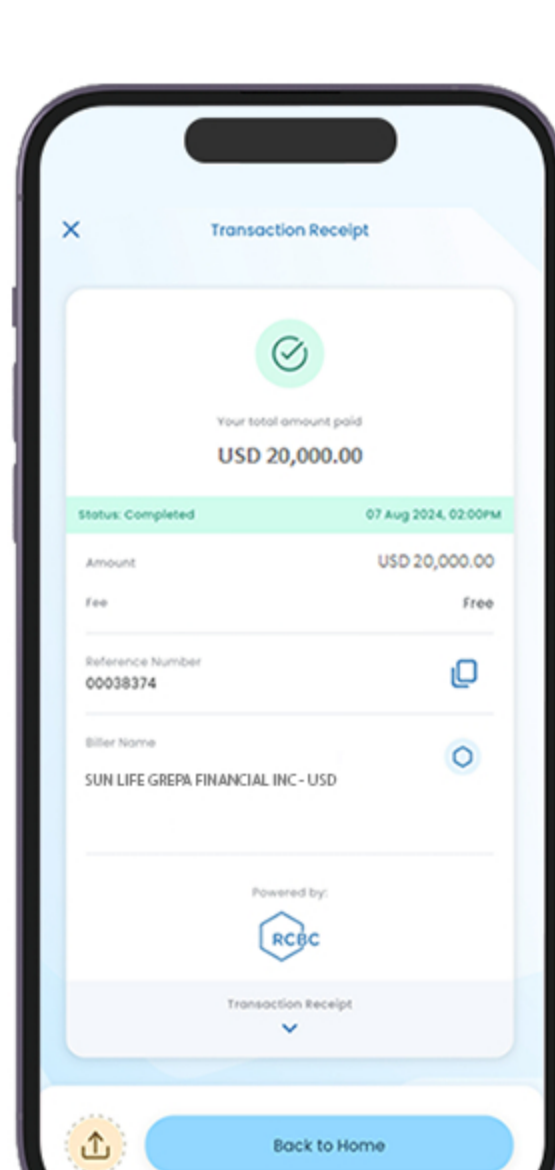 Transaction Receipt
Your total amount paid
USD 20,000.00
Status: Completed 07 Aug 2024, 02:00PM
Amount USD 20,000.00
Fee Free
Reference Number
00038374
Biller Name
SUN LIFE GREPA FINANCIAL INC - USD
Powered by:
RCBC
Transaction Receipt
Back to Home